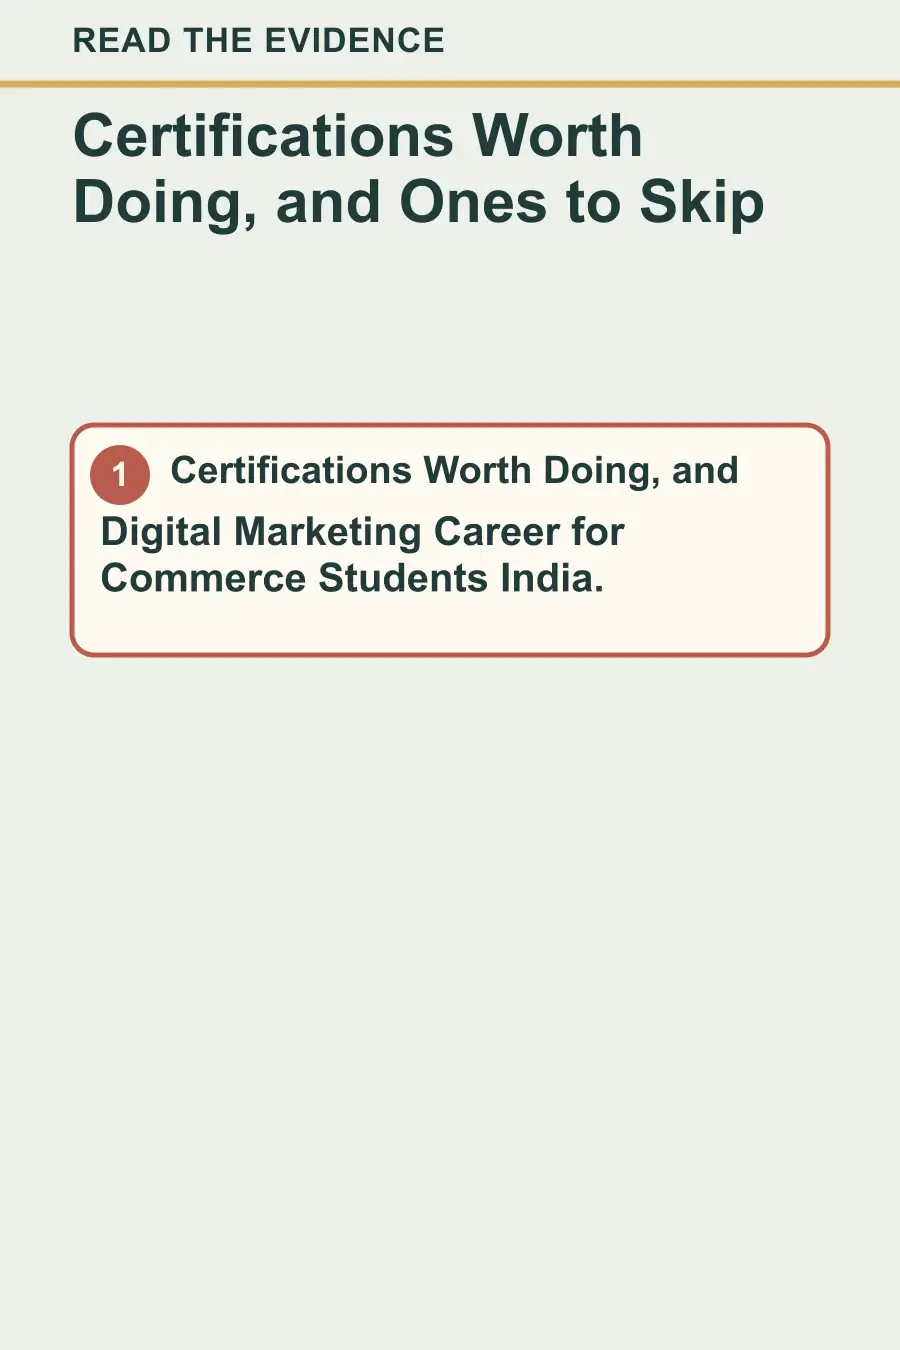 READ THE EVIDENCE
Certifications Worth
Doing, and Ones to Skip
1 Certifications Worth Doing, and
Digital Marketing Career for
Commerce Students India.